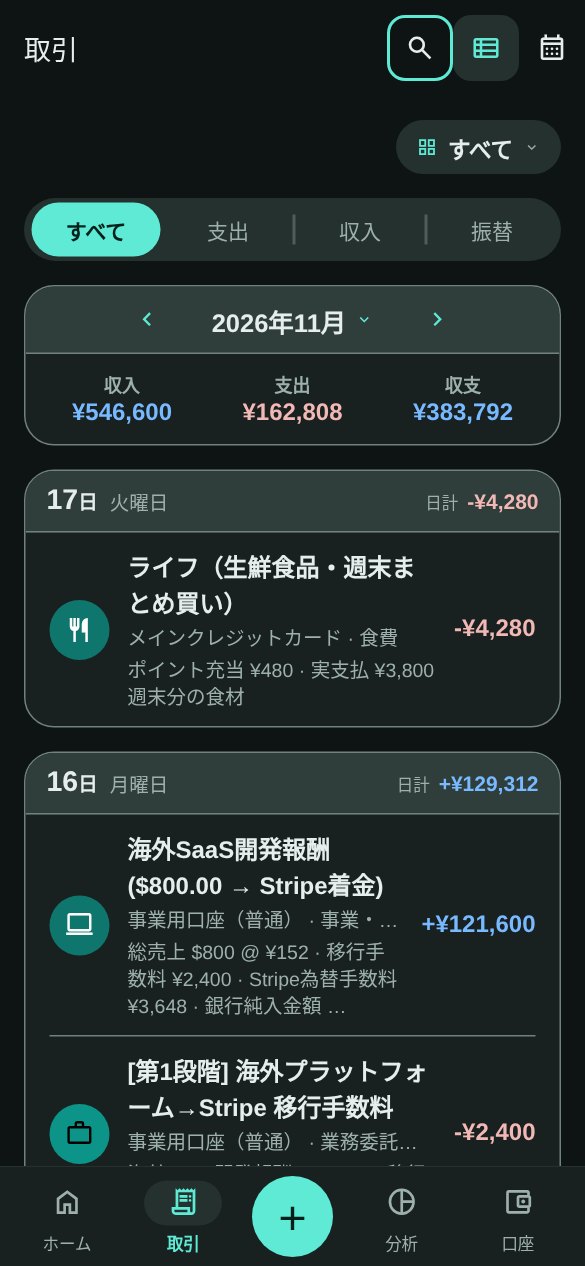 取引
すべて
すべて 支出 収入 振替
2026年11月
収入 支出 収支
¥546,600 ¥162,808 ¥383,792
17日 火曜日 日計 -¥4,280
ライフ（生鮮食品・週末ま
とめ買い）
メインクレジットカード · 食費
-¥4,280
ポイント充当 ¥480 · 実支払 ¥3,800
週末分の食材
16日 月曜日 日計 +¥129,312
海外SaaS開発報酬
($800.00 → Stripe着金)
事業用口座（普通） · 事業・…
+¥121,600
総売上 $800 @ ¥152 · 移行手
数料 ¥2,400 · Stripe為替手数料
¥3,648 · 銀行純入金額 …
[第1段階] 海外プラットフォ
ーム→Stripe 移行手数料
事業用口座（普通） · 業務委託…
-¥2,400
ホーム 取引 分析 口座